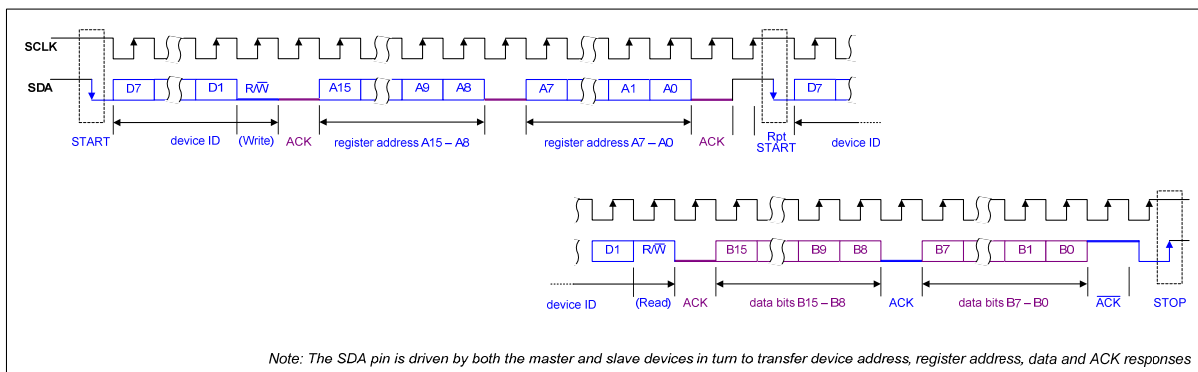 SCLK
SDA D7 D1 R/W̅ A15 A9 A8 A7 A1 A0 D7
START device ID (Write) ACK register address A15 – A8 register address A7 – A0 ACK Rpt START device ID
D1 R/W̅ B15 B9 B8 B7 B1 B0
device ID (Read) ACK data bits B15 – B8 ACK data bits B7 – B0 A̅C̅K̅ STOP
Note: The SDA pin is driven by both the master and slave devices in turn to transfer device address, register address, data and ACK responses